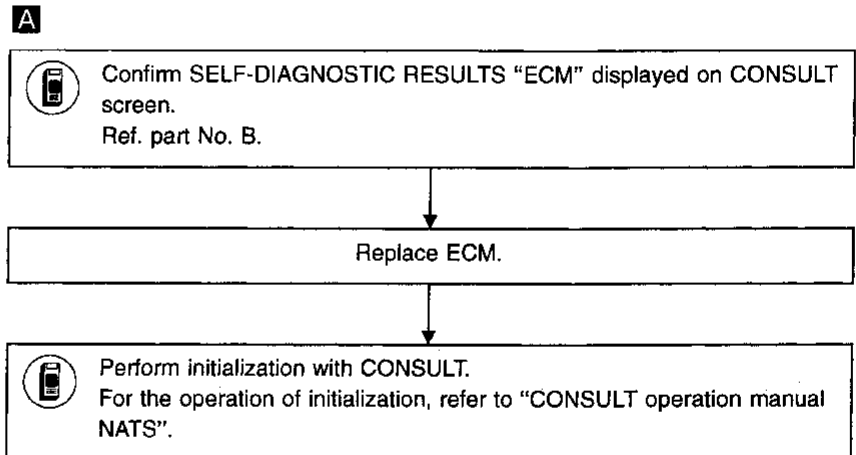 A
Confirm SELF-DIAGNOSTIC RESULTS “ECM” displayed on CONSULT
screen.
Ref. part No. B.
Replace ECM.
Perform initialization with CONSULT.
For the operation of initialization, refer to “CONSULT operation manual
NATS”.